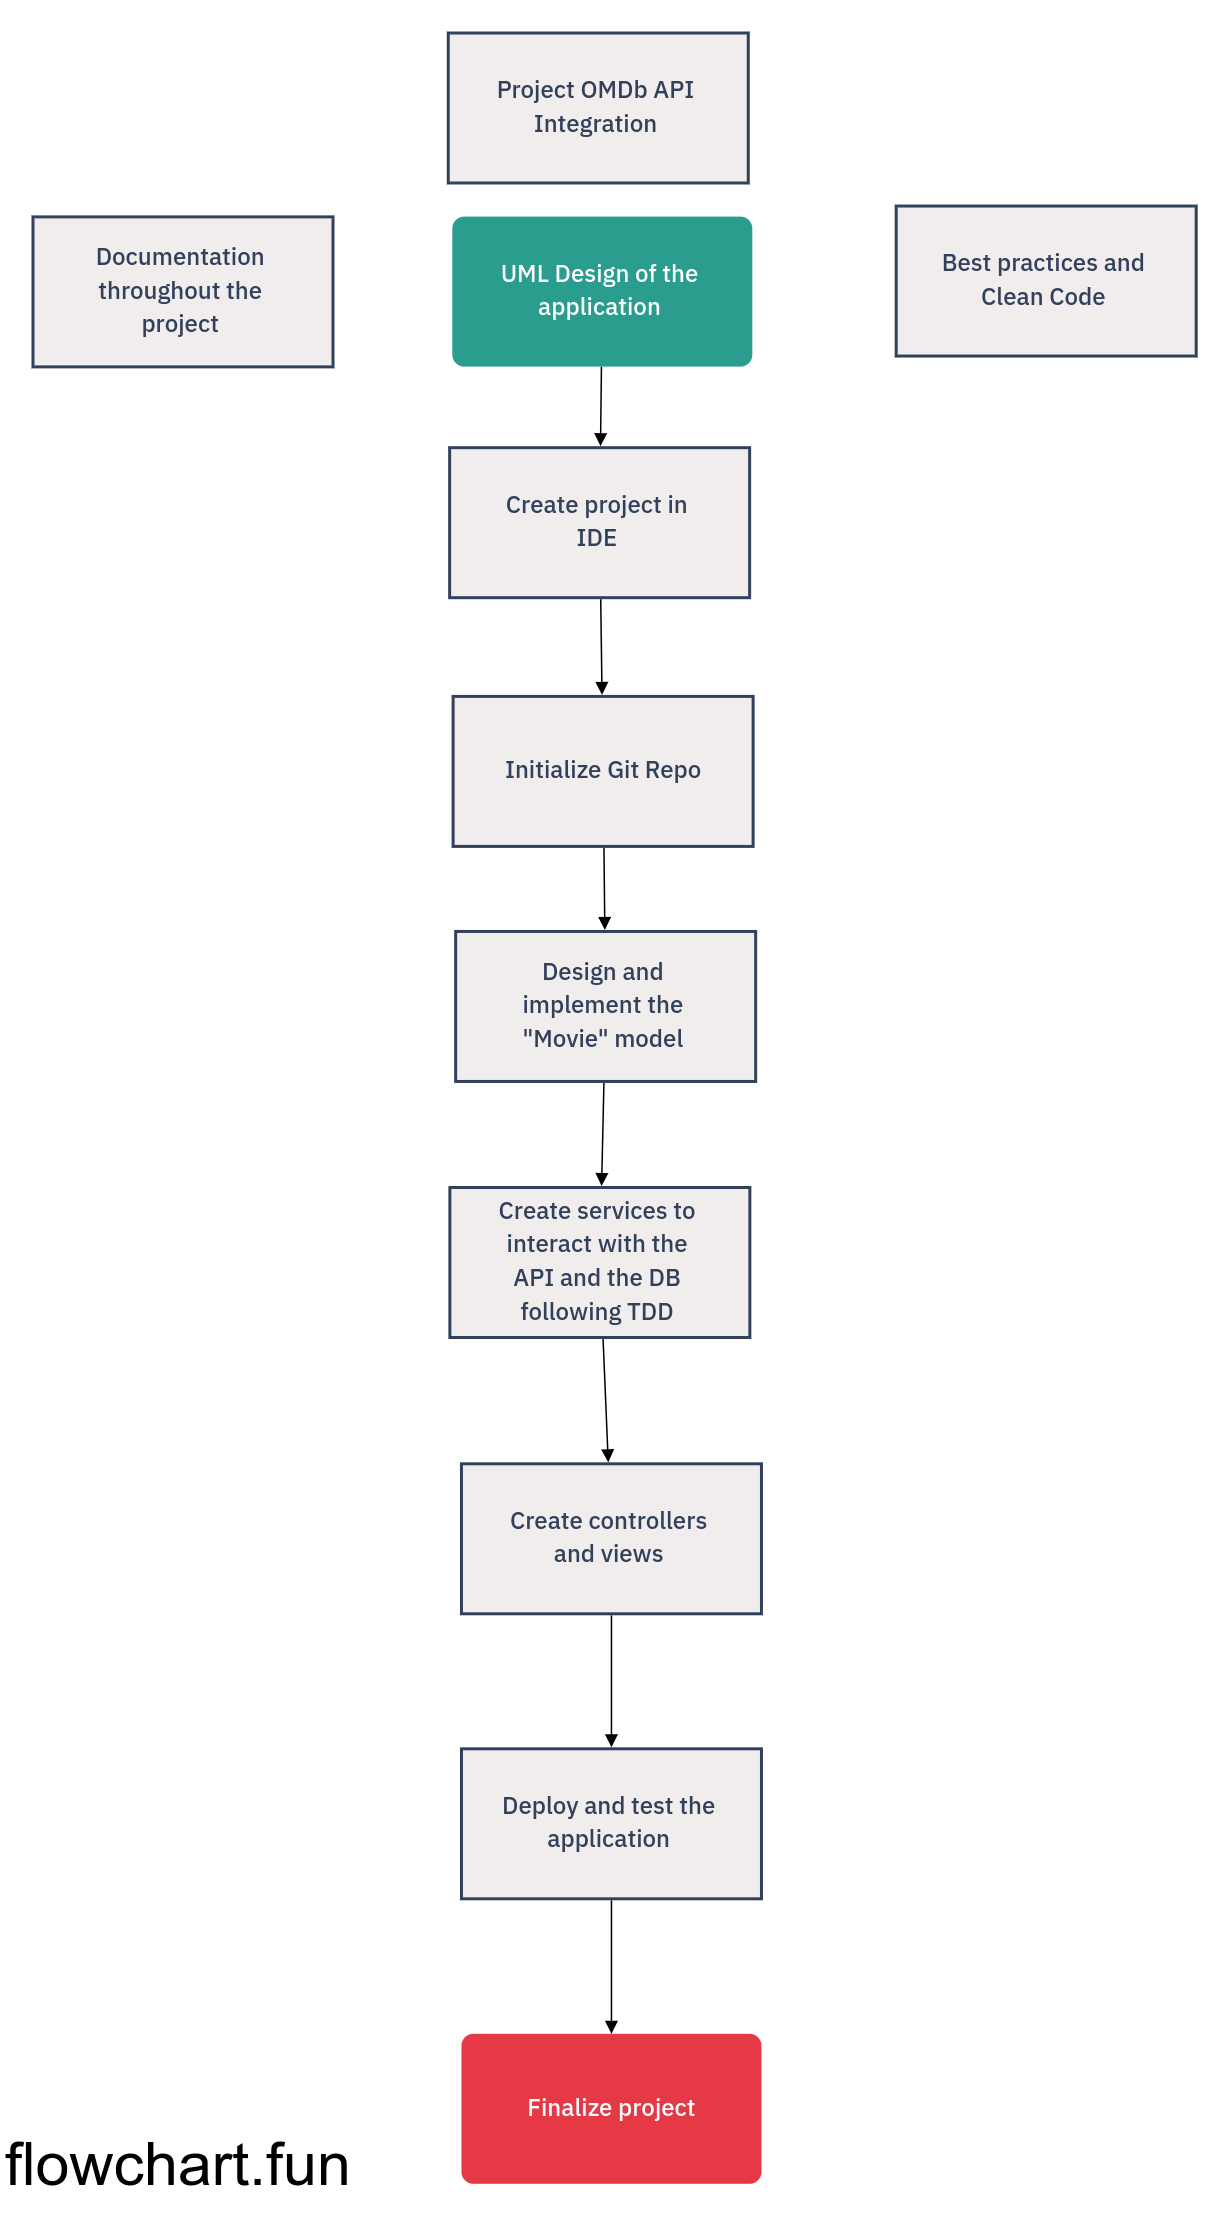 Project OMDb API
Integration
Documentation
throughout the
project
UML Design of the
application
Best practices and
Clean Code
Create project in
IDE
Initialize Git Repo
Design and
implement the
"Movie" model
Create services to
interact with the
API and the DB
following TDD
Create controllers
and views
Deploy and test the
application
Finalize project
flowchart.fun